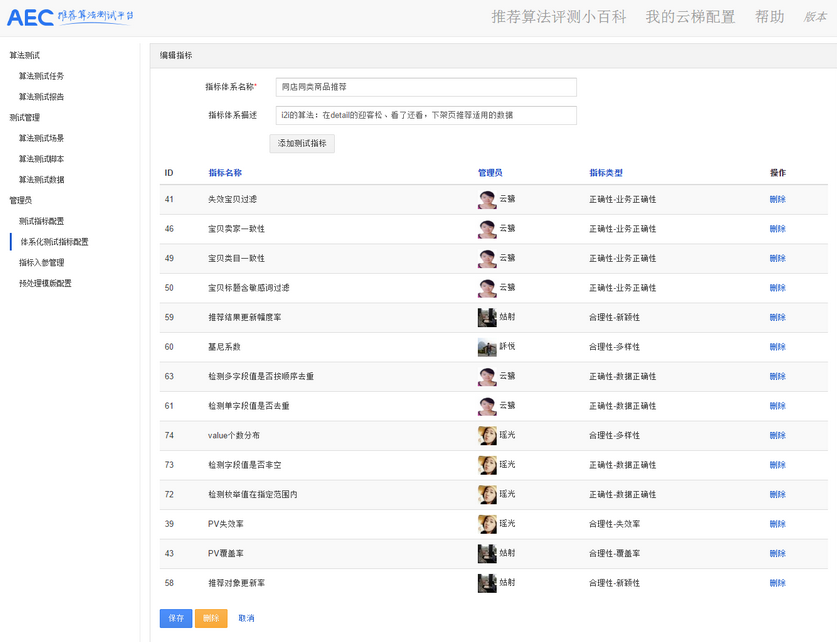 AEC 推荐算法测试平台
推荐算法评测小百科 我的云梯配置 帮助 版本
算法测试
算法测试任务
算法测试报告
测试管理
算法测试场景
算法测试脚本
算法测试数据
管理员
测试指标配置
体系化测试指标配置
指标入参管理
预处理模版配置
编辑指标
指标体系名称* 同店同类商品推荐
指标体系描述 i2i的算法：在detail的迎客松、看了还看，下架页推荐适用的数据
添加测试指标
ID 指标名称 管理员 指标类型 操作
41 失效宝贝过滤 云骧 正确性-业务正确性 删除
46 宝贝卖家一致性 云骧 正确性-业务正确性 删除
49 宝贝类目一致性 云骧 正确性-业务正确性 删除
50 宝贝标题含敏感词过滤 云骧 正确性-业务正确性 删除
59 推荐结果更新幅度率 姑射 合理性-新颖性 删除
60 基尼系数 悦 合理性-多样性 删除
63 检测多字段值是否按顺序去重 云骧 正确性-数据正确性 删除
61 检测单字段值是否去重 云骧 正确性-数据正确性 删除
74 value个数分布 瑶光 合理性-多样性 删除
73 检测字段值是否非空 瑶光 正确性-数据正确性 删除
72 检测枚举值在指定范围内 瑶光 正确性-数据正确性 删除
39 PV失效率 瑶光 合理性-失效率 删除
43 PV覆盖率 姑射 合理性-覆盖率 删除
58 推荐对象更新率 姑射 合理性-新颖性 删除
保存 删除 取消